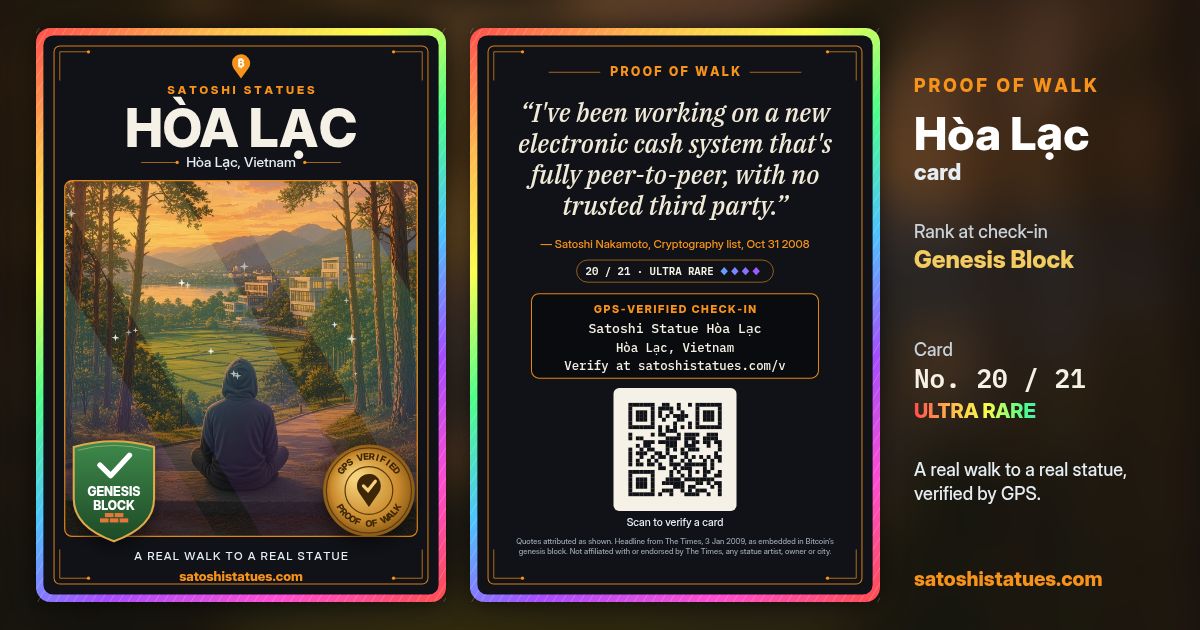 SATOSHI STATUES
HÒA LẠC
Hòa Lạc, Vietnam
GENESIS
BLOCK
GPS VERIFIED
PROOF OF WALK
A REAL WALK TO A REAL STATUE
satoshistatues.com
PROOF OF WALK
“I've been working on a new
electronic cash system that's
fully peer-to-peer, with no
trusted third party.”
— Satoshi Nakamoto, Cryptography list, Oct 31 2008
20 / 21 · ULTRA RARE
GPS-VERIFIED CHECK-IN
Satoshi Statue Hòa Lạc
Hòa Lạc, Vietnam
Verify at satoshistatues.com/v
Scan to verify a card
Quotes attributed as shown. Headline from The Times, 3 Jan 2009, as embedded in Bitcoin's
genesis block. Not affiliated with or endorsed by The Times, any statue artist, owner or city.
PROOF OF WALK
Hòa Lạc
card
Rank at check-in
Genesis Block
Card
No. 20 / 21
ULTRA RARE
A real walk to a real statue,
verified by GPS.
satoshistatues.com